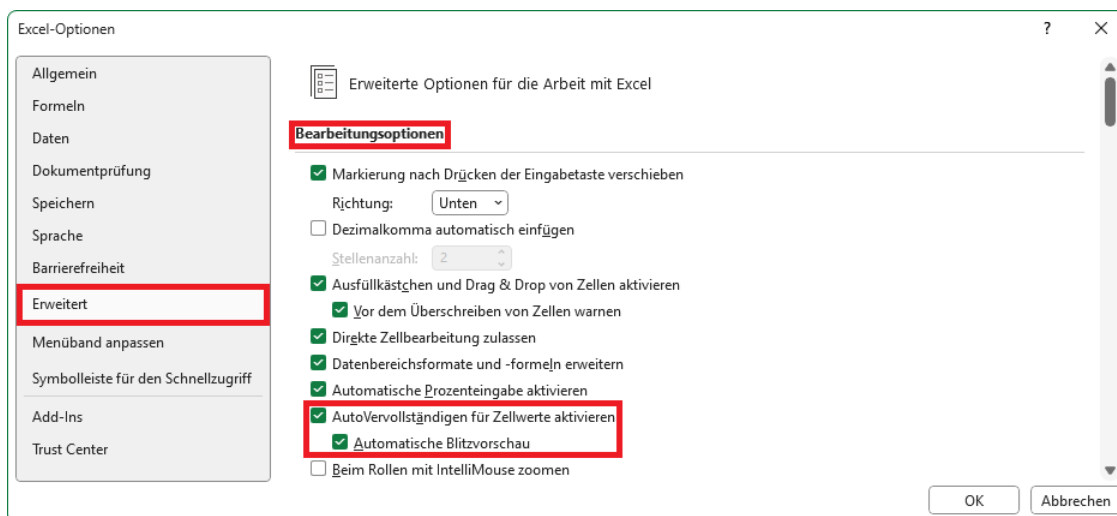 Excel-Optionen ? ×
Allgemein
Formeln
Daten
Dokumentprüfung
Speichern
Sprache
Barrierefreiheit
Erweitert
Menüband anpassen
Symbolleiste für den Schnellzugriff
Add-Ins
Trust Center
Erweiterte Optionen für die Arbeit mit Excel
Bearbeitungsoptionen
Markierung nach Drücken der Eingabetaste verschieben
Richtung: Unten
Dezimalkomma automatisch einfügen
Stellenanzahl: 2
Ausfüllkästchen und Drag & Drop von Zellen aktivieren
Vor dem Überschreiben von Zellen warnen
Direkte Zellbearbeitung zulassen
Datenbereichsformate und -formeln erweitern
Automatische Prozenteingabe aktivieren
AutoVervollständigen für Zellwerte aktivieren
Automatische Blitzvorschau
Beim Rollen mit IntelliMouse zoomen
OK Abbrechen